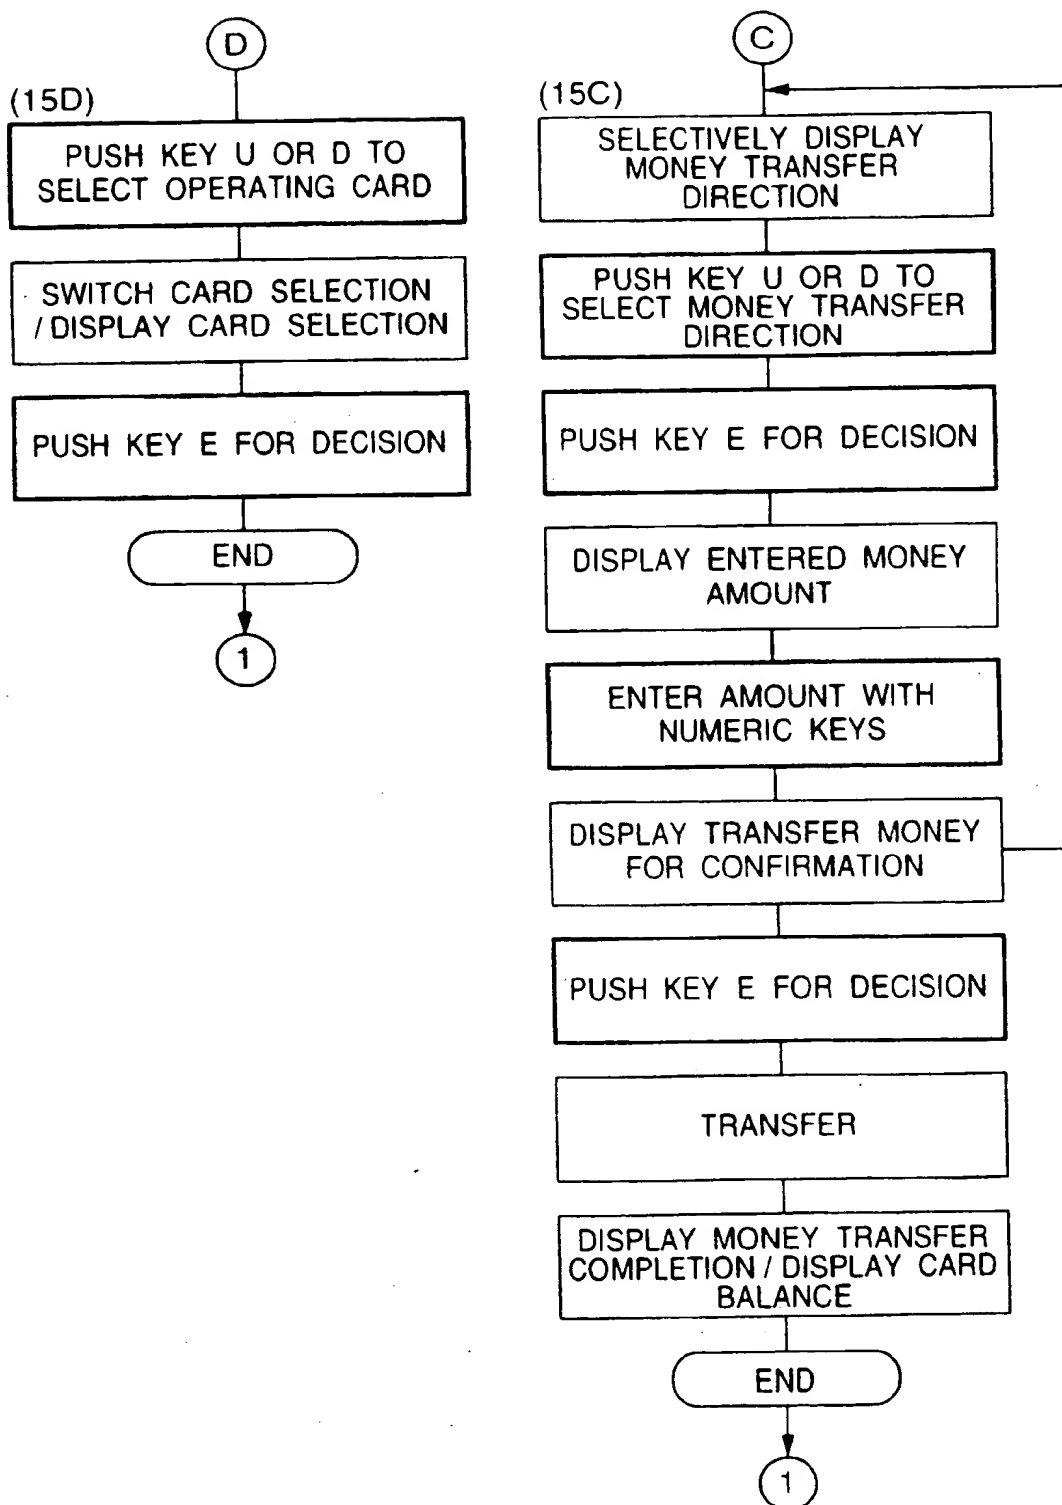 D
(15D)
PUSH KEY U OR D TO
SELECT OPERATING CARD
SWITCH CARD SELECTION
/ DISPLAY CARD SELECTION
PUSH KEY E FOR DECISION
END
1
C
(15C)
SELECTIVELY DISPLAY
MONEY TRANSFER
DIRECTION
PUSH KEY U OR D TO
SELECT MONEY TRANSFER
DIRECTION
PUSH KEY E FOR DECISION
DISPLAY ENTERED MONEY
AMOUNT
ENTER AMOUNT WITH
NUMERIC KEYS
DISPLAY TRANSFER MONEY
FOR CONFIRMATION
PUSH KEY E FOR DECISION
TRANSFER
DISPLAY MONEY TRANSFER
COMPLETION / DISPLAY CARD
BALANCE
END
1